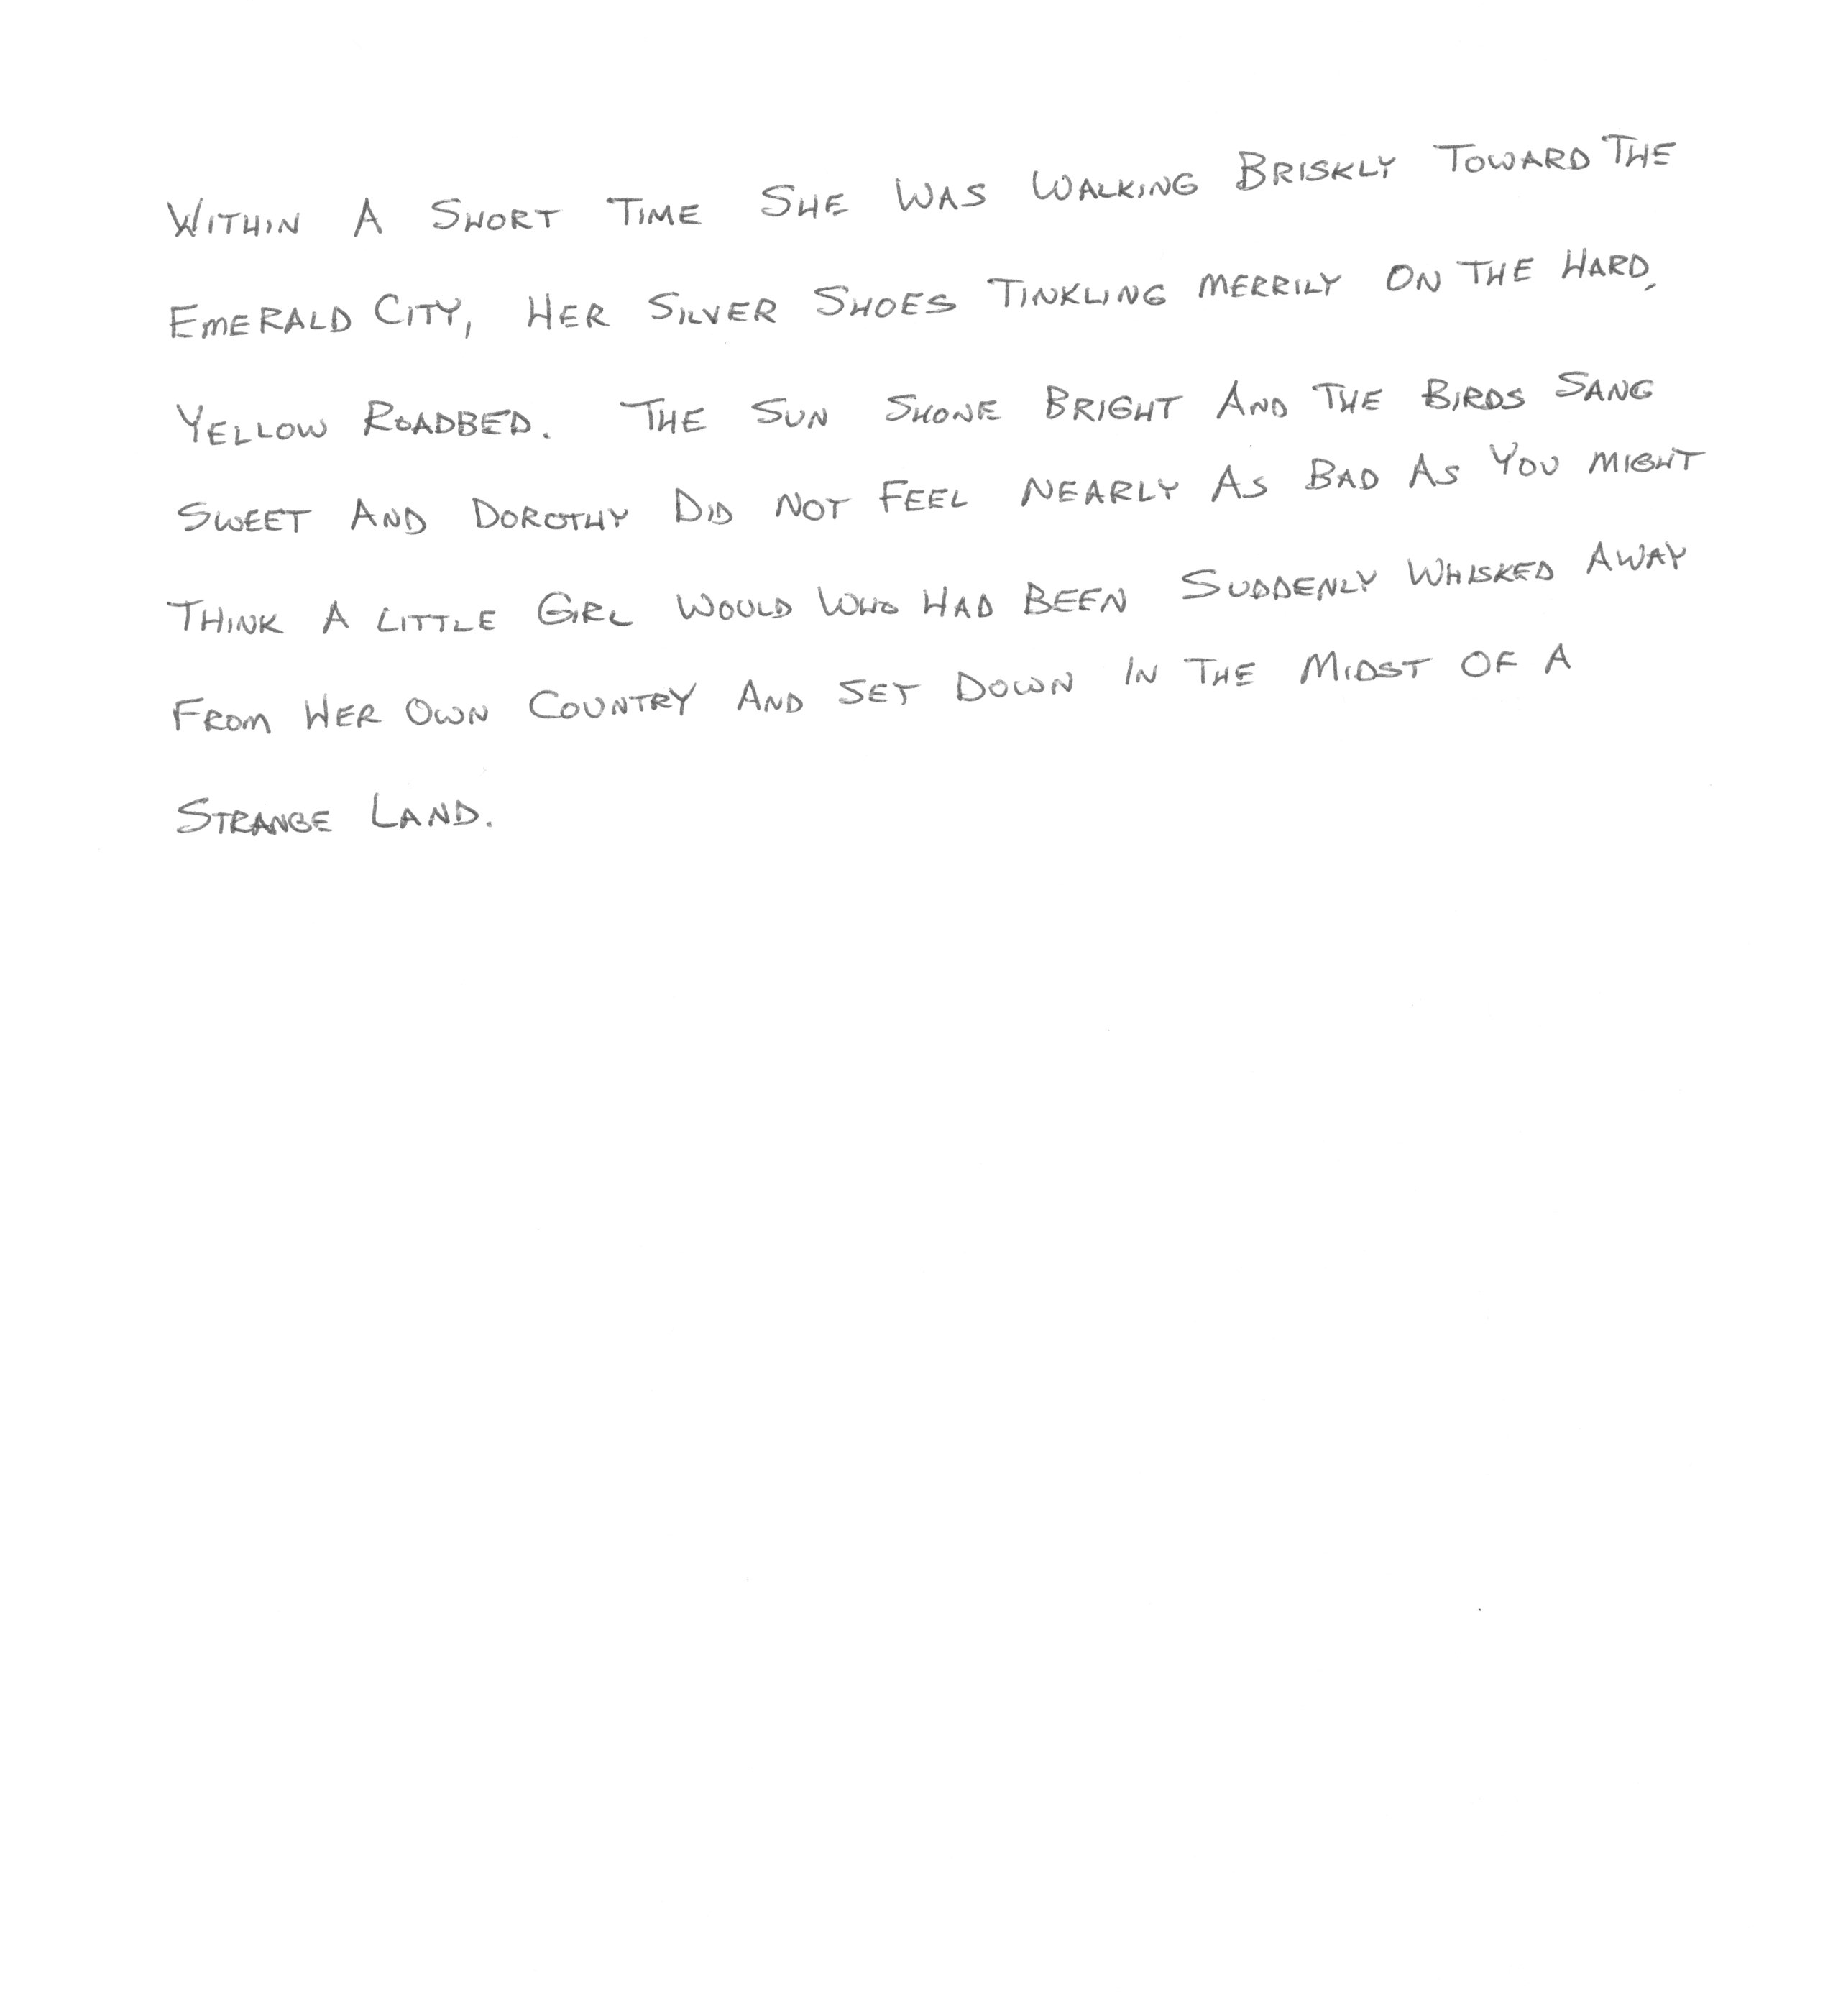 WITHIN A SHORT TIME SHE WAS WALKING BRISKLY TOWARD THE
EMERALD CITY, HER SILVER SHOES TINKLING MERRILY ON THE HARD,
YELLOW ROADBED. THE SUN SHONE BRIGHT AND THE BIRDS SANG
SWEET AND DOROTHY DID NOT FEEL NEARLY AS BAD AS YOU MIGHT
THINK A LITTLE GIRL WOULD WHO HAD BEEN SUDDENLY WHISKED AWAY
FROM HER OWN COUNTRY AND SET DOWN IN THE MIDST OF A
STRANGE LAND.